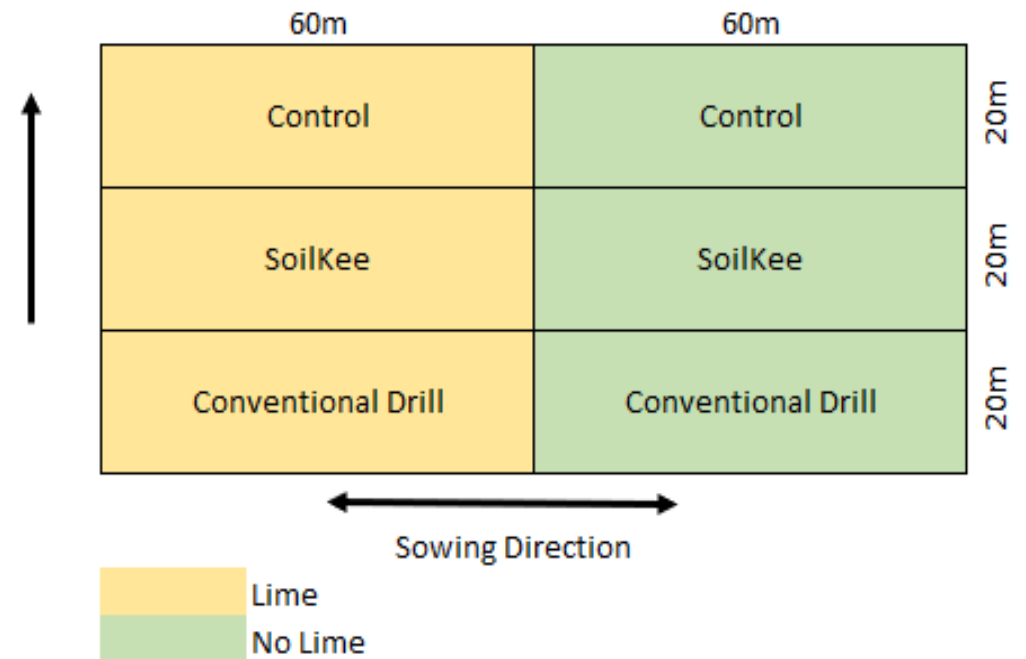 60m 60m
Control Control 20m
SoilKee SoilKee 20m
Conventional Drill Conventional Drill 20m
Sowing Direction
Lime
No Lime